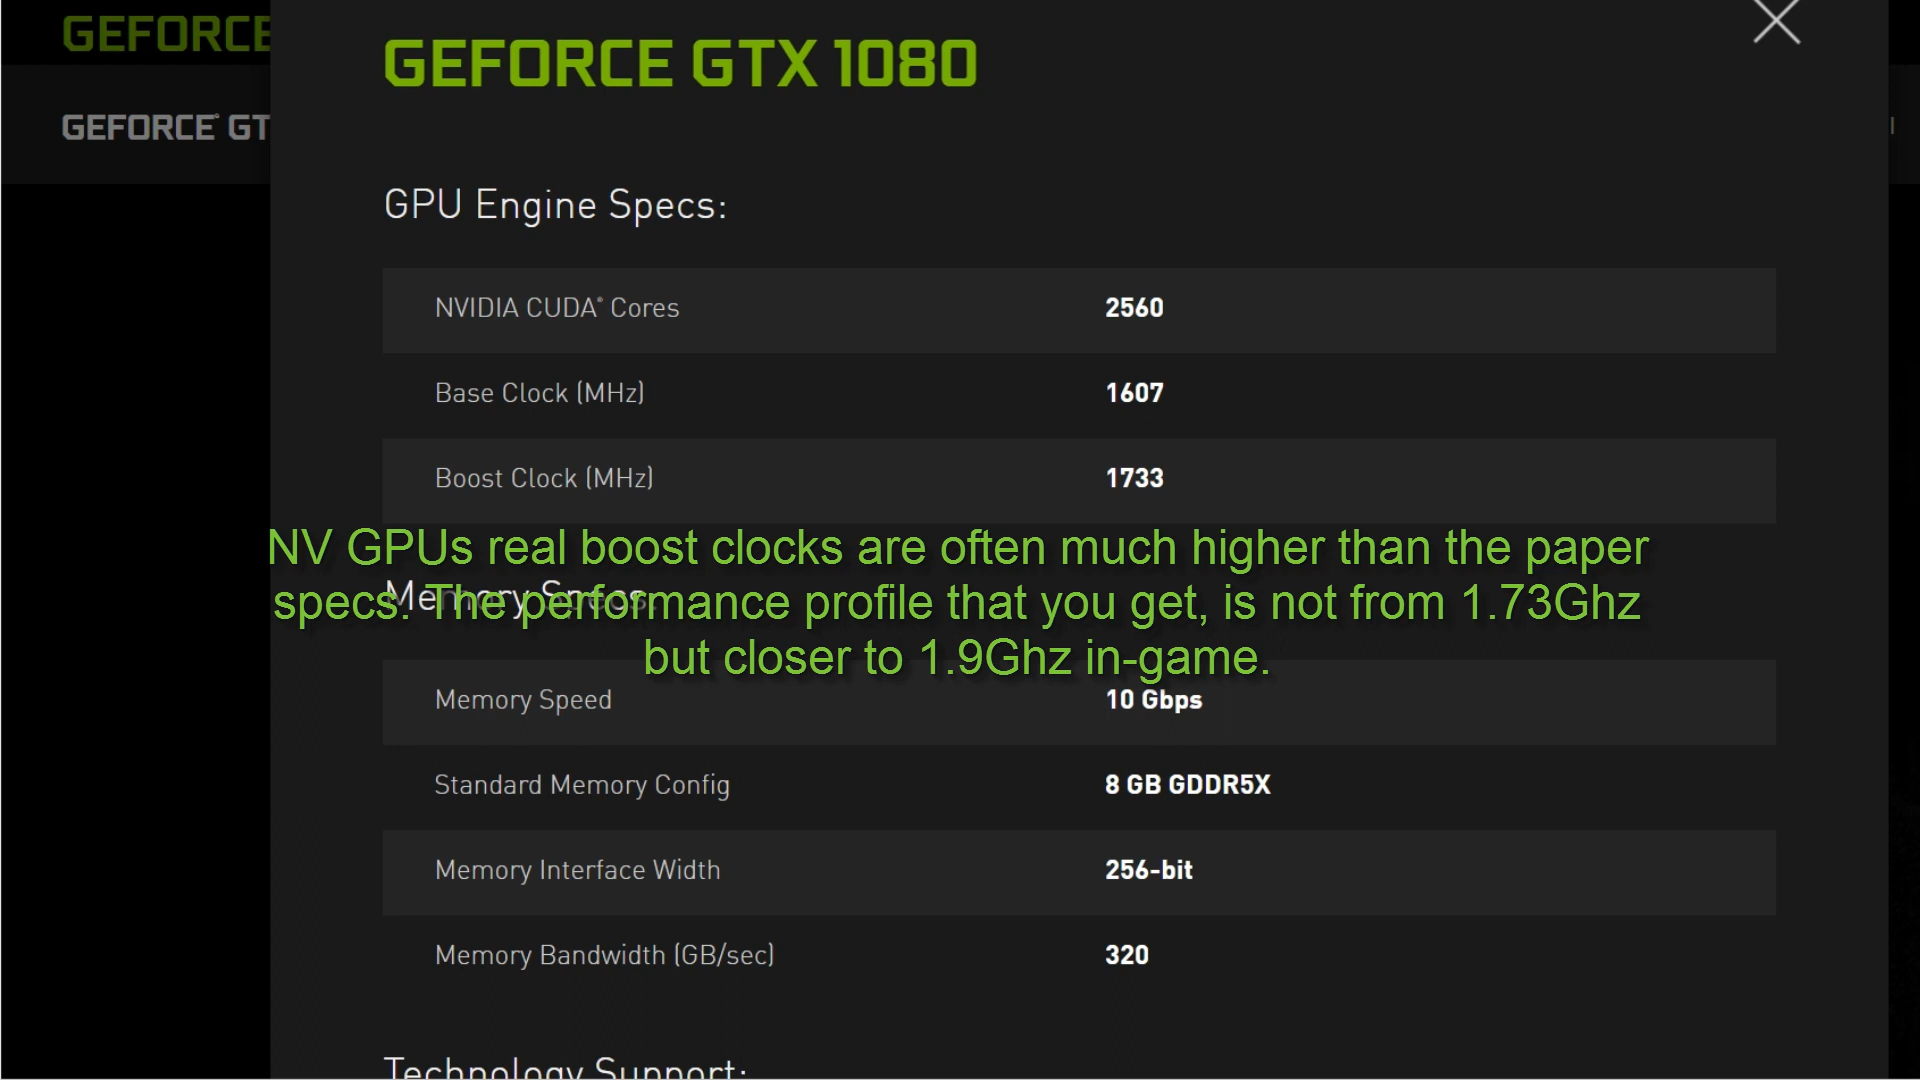 GEFORCE
GEFORCE GTX 1080
GEFORCE® GT
GPU Engine Specs:
NVIDIA CUDA® Cores 2560
Base Clock (MHz) 1607
Boost Clock (MHz) 1733
NV GPUs real boost clocks are often much higher than the paper
specs. The performance profile that you get, is not from 1.73Ghz
but closer to 1.9Ghz in-game.
Memory Specs:
Memory Speed 10 Gbps
Standard Memory Config 8 GB GDDR5X
Memory Interface Width 256-bit
Memory Bandwidth (GB/sec) 320
Technology Support: